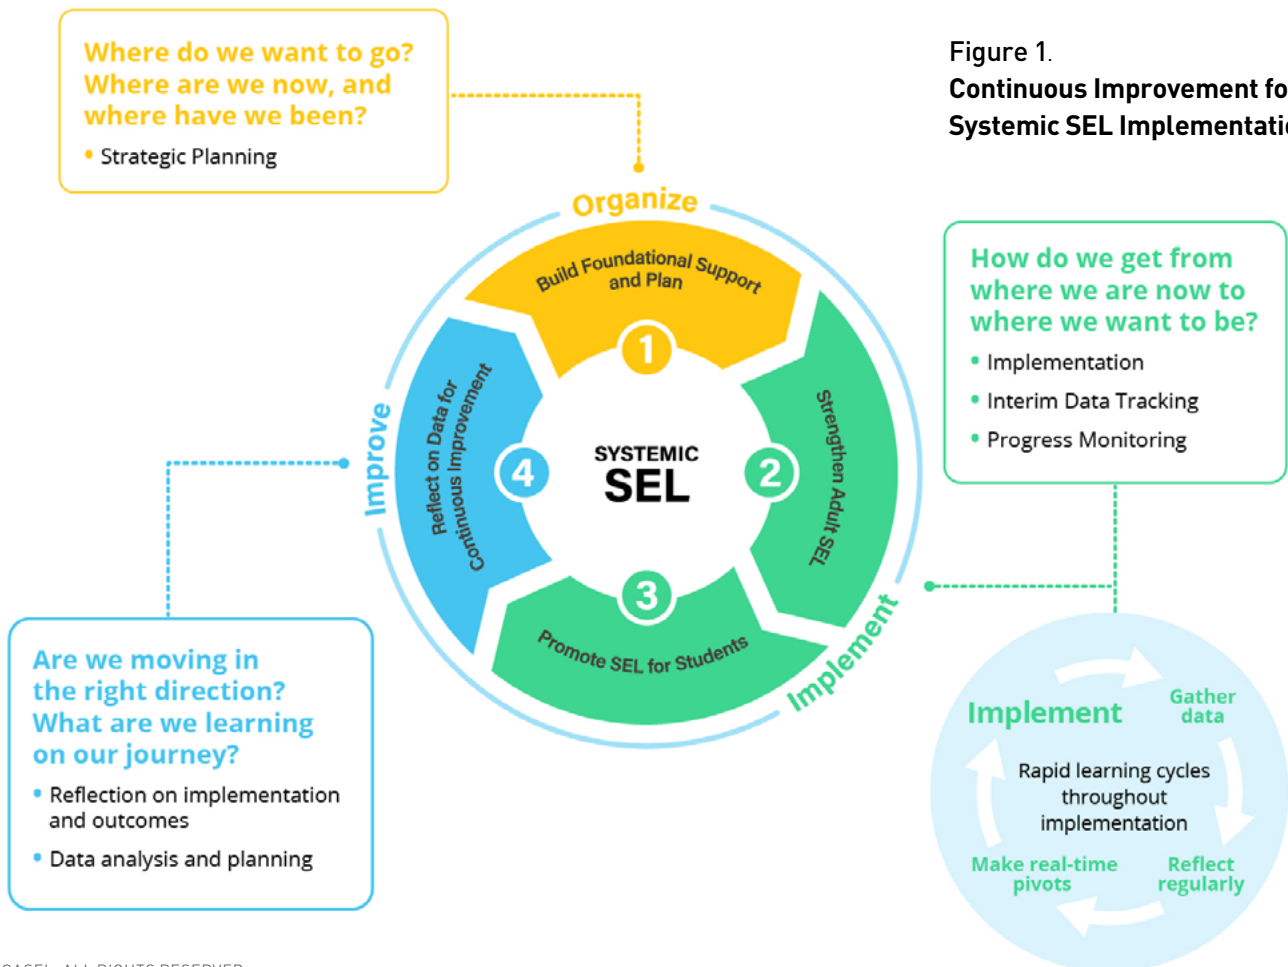 Where do we want to go?
Where are we now, and
where have we been?
• Strategic Planning
Figure 1.
Continuous Improvement fo
Systemic SEL Implementati
Organize
Build Foundational Support
and Plan
1
How do we get from
where we are now to
where we want to be?
• Implementation
• Interim Data Tracking
• Progress Monitoring
Improve
Reflect on Data for
Continuous Improvement
4
SYSTEMIC
SEL
2
Strengthen Adult SEL
3
Promote SEL for Students
Implement
Are we moving in
the right direction?
What are we learning
on our journey?
• Reflection on implementation
and outcomes
• Data analysis and planning
Implement
Gather
data
Rapid learning cycles
throughout
implementation
Make real-time
pivots
Reflect
regularly
CASEL. ALL RIGHTS RESERVED